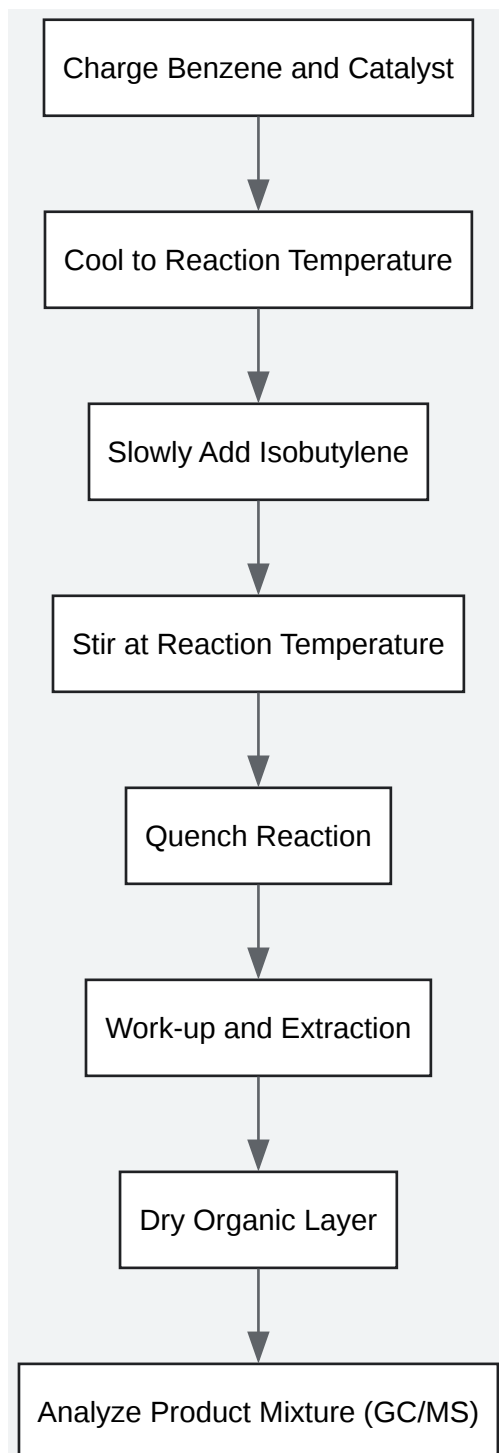 Charge Benzene and Catalyst
Cool to Reaction Temperature
Slowly Add Isobutylene
Stir at Reaction Temperature
Quench Reaction
Work-up and Extraction
Dry Organic Layer
Analyze Product Mixture (GC/MS)